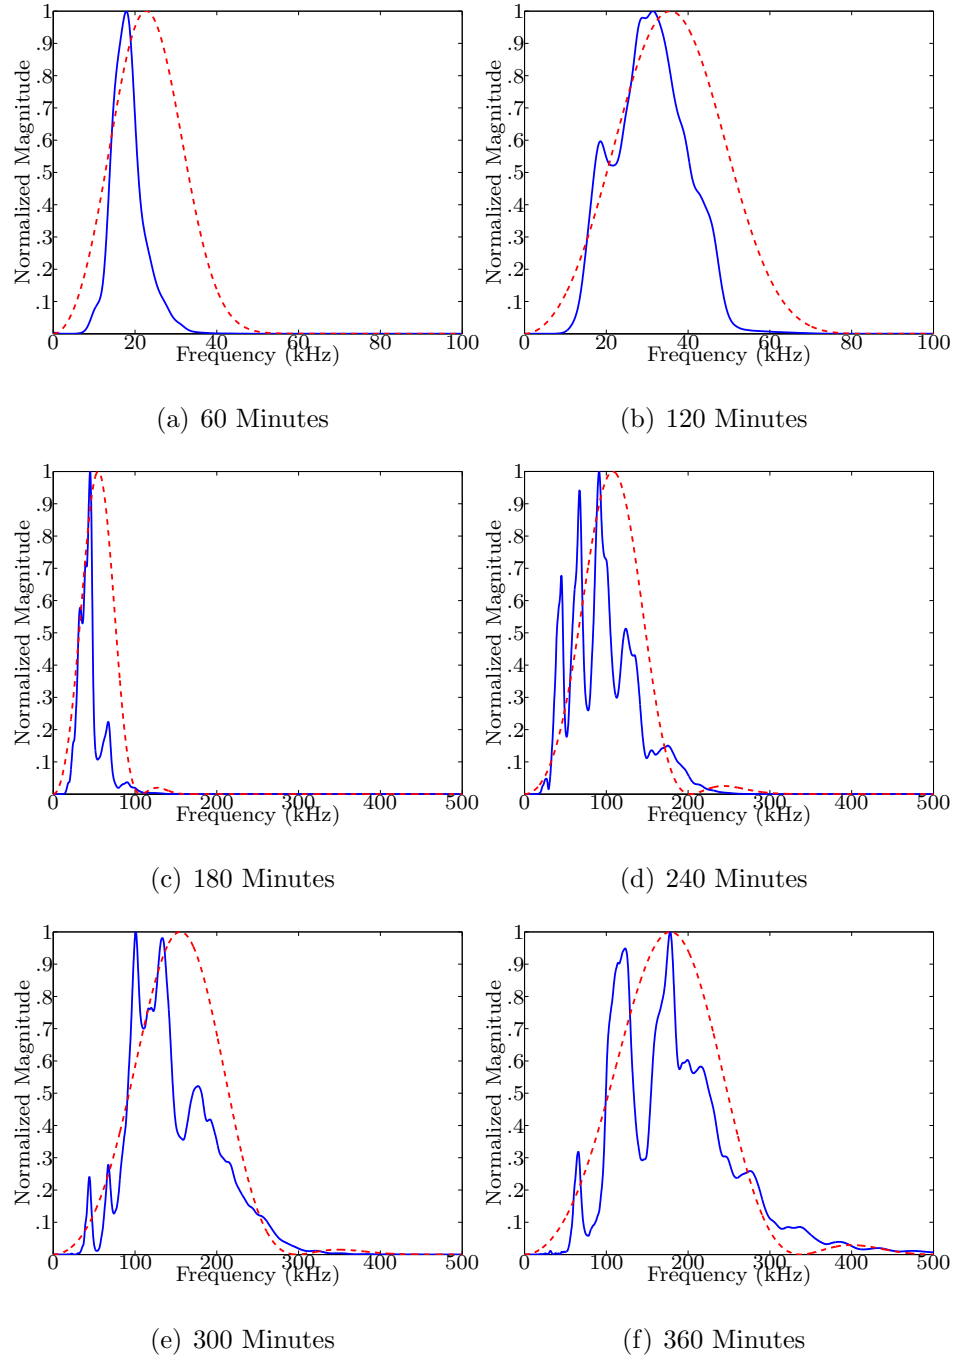 1
.9
.8
.7
.6
.5
.4
.3
.2
.1
Normalized Magnitude
0 20 40 60 80 100
Frequency (kHz)
(a) 60 Minutes
1
.9
.8
.7
.6
.5
.4
.3
.2
.1
Normalized Magnitude
0 20 40 60 80 100
Frequency (kHz)
(b) 120 Minutes
1
.9
.8
.7
.6
.5
.4
.3
.2
.1
Normalized Magnitude
0 100 200 300 400 500
Frequency (kHz)
(c) 180 Minutes
1
.9
.8
.7
.6
.5
.4
.3
.2
.1
Normalized Magnitude
0 100 200 300 400 500
Frequency (kHz)
(d) 240 Minutes
1
.9
.8
.7
.6
.5
.4
.3
.2
.1
Normalized Magnitude
0 100 200 300 400 500
Frequency (kHz)
(e) 300 Minutes
1
.9
.8
.7
.6
.5
.4
.3
.2
.1
Normalized Magnitude
0 100 200 300 400 500
Frequency (kHz)
(f) 360 Minutes